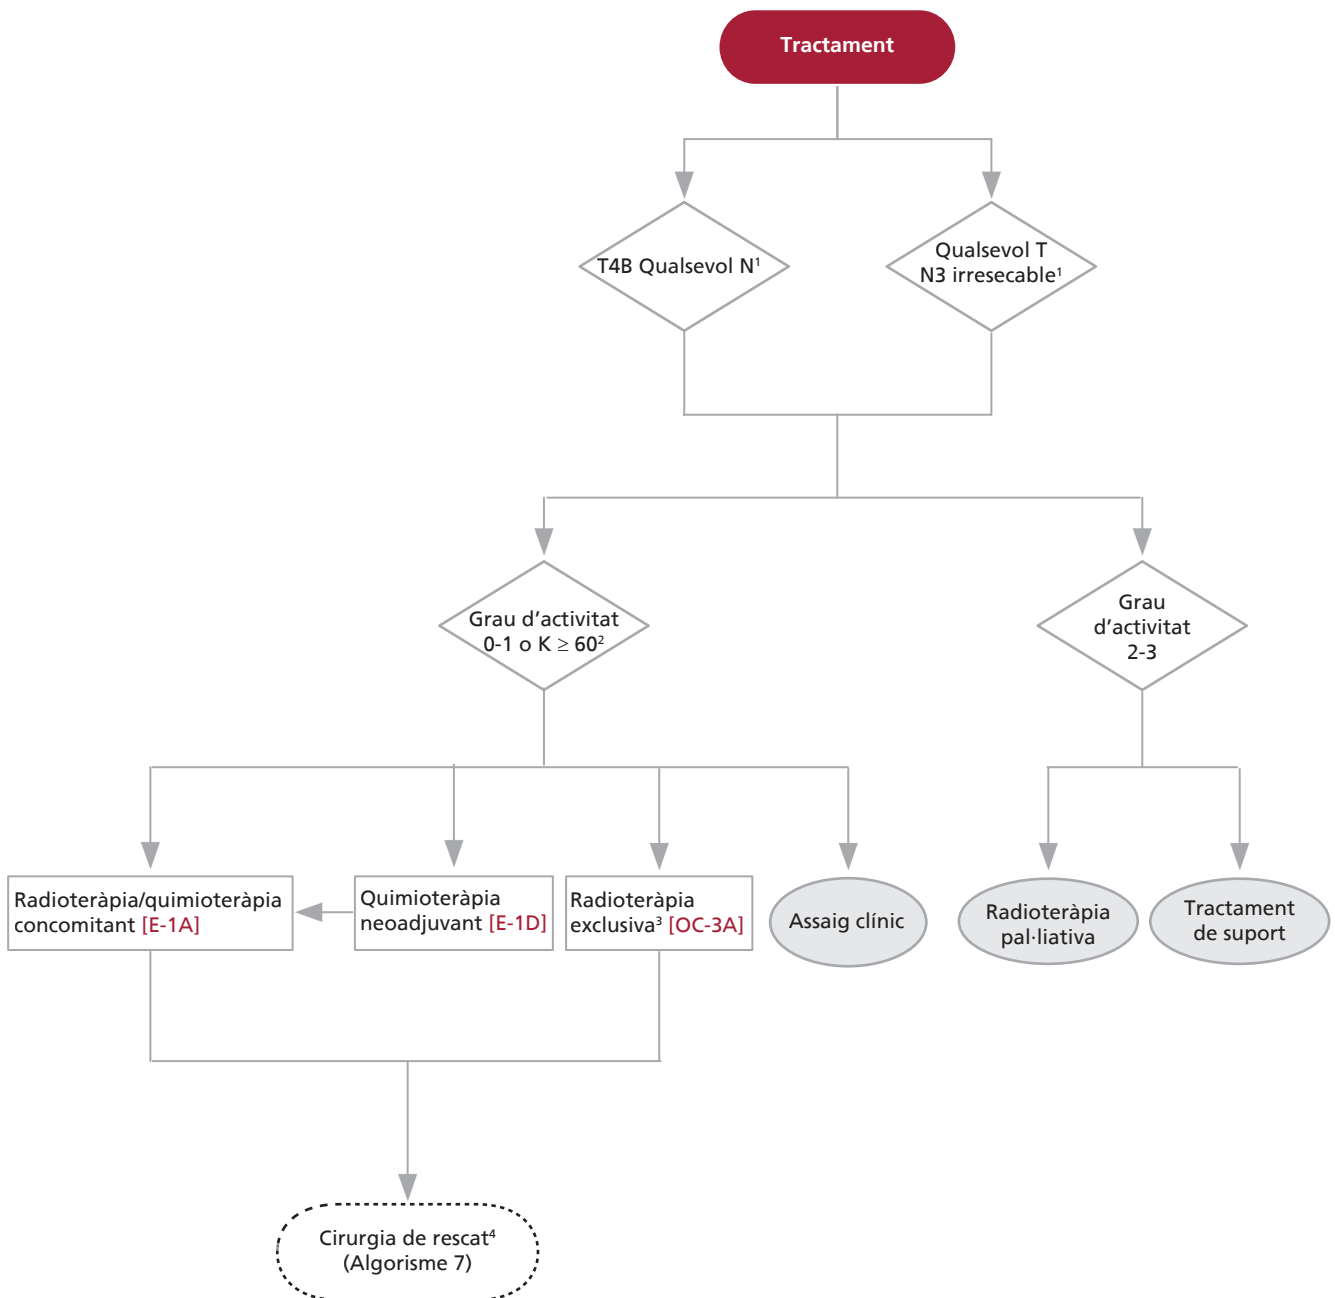 Tractament
T4B Qualsevol N¹
Qualsevol T
N3 irresecable¹
Grau d’activitat
0-1 o K ≥ 60²
Grau
d’activitat
2-3
Radioteràpia/quimioteràpia
concomitant [E-1A]
Quimioteràpia
neoadjuvant [E-1D]
Radioteràpia
exclusiva³ [OC-3A]
Assaig clínic
Radioteràpia
pal·liativa
Tractament
de suport
Cirurgia de rescat⁴
(Algorisme 7)